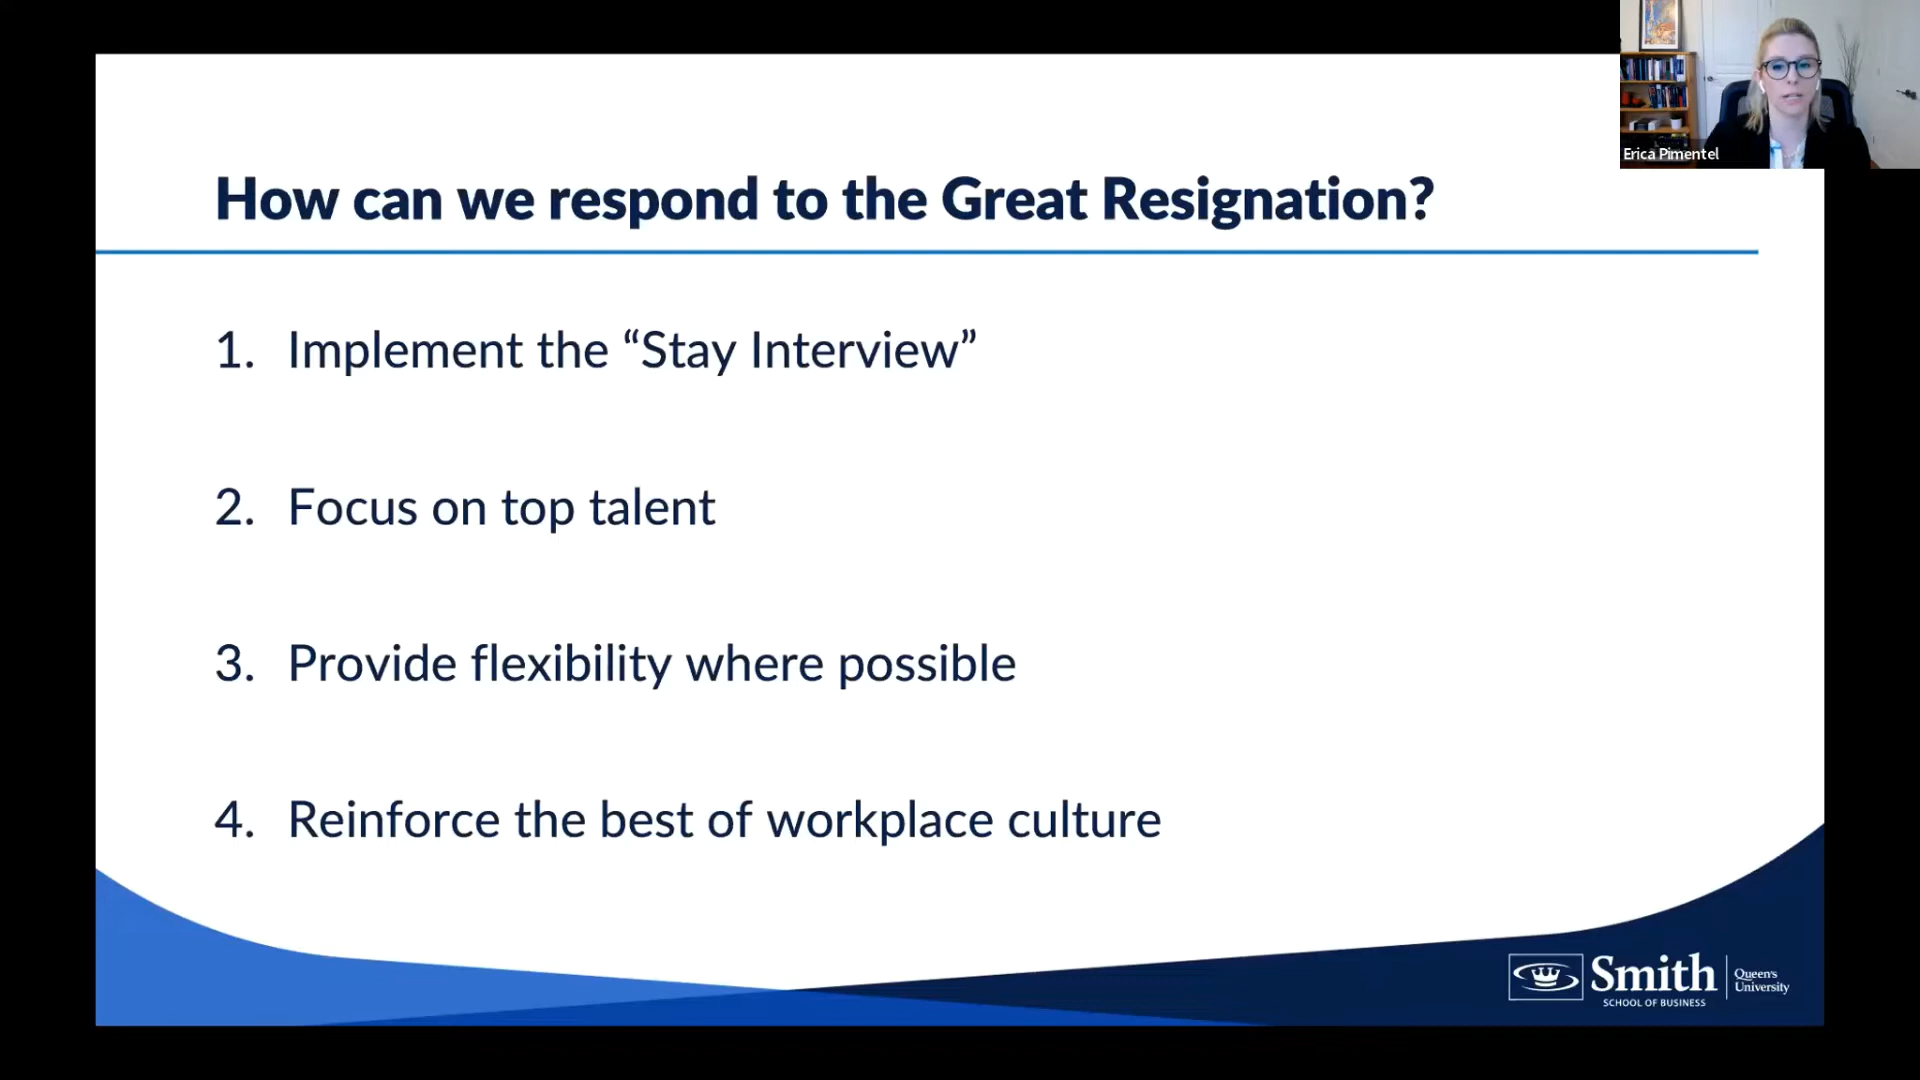 Erica Pimentel
How can we respond to the Great Resignation?
1. Implement the “Stay Interview”
2. Focus on top talent
3. Provide flexibility where possible
4. Reinforce the best of workplace culture
Smith
SCHOOL OF BUSINESS
Queen's
University